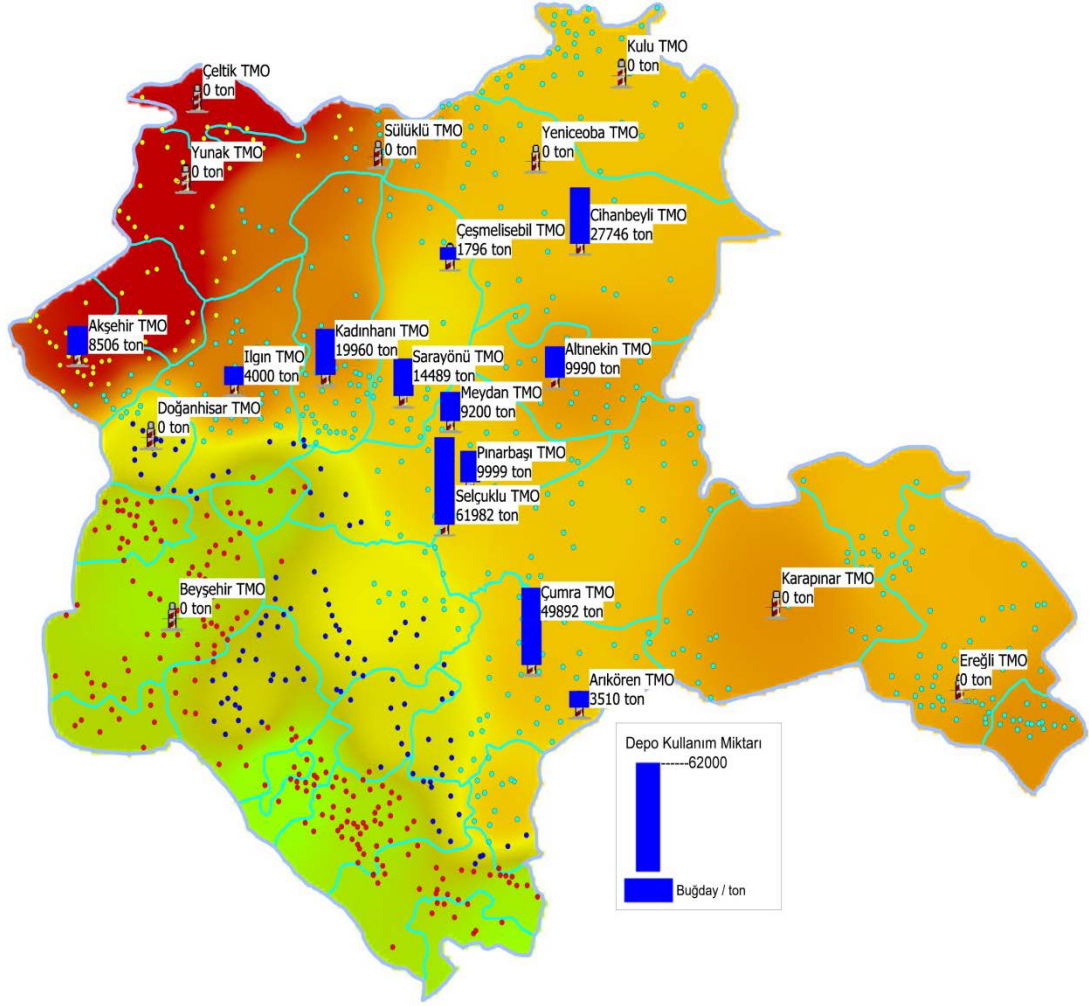 Kulu TMO
0 ton
Çeltik TMO
0 ton
Sülüklü TMO
0 ton
Yeniceoba TMO
0 ton
Yunak TMO
0 ton
Cihanbeyli TMO
27746 ton
Çeşmelisebil TMO
1796 ton
Akşehir TMO
8506 ton
Kadınhanı TMO
19960 ton
Ilgın TMO
4000 ton
Sarayönü TMO
14489 ton
Altınekin TMO
9990 ton
Meydan TMO
9200 ton
Doğanhisar TMO
0 ton
Pınarbaşı TMO
9999 ton
Selçuklu TMO
61982 ton
Beyşehir TMO
0 ton
Çumra TMO
49892 ton
Karapınar TMO
0 ton
Ereğli TMO
0 ton
Arıkören TMO
3510 ton
Depo Kullanım Miktarı
------62000
Buğday / ton